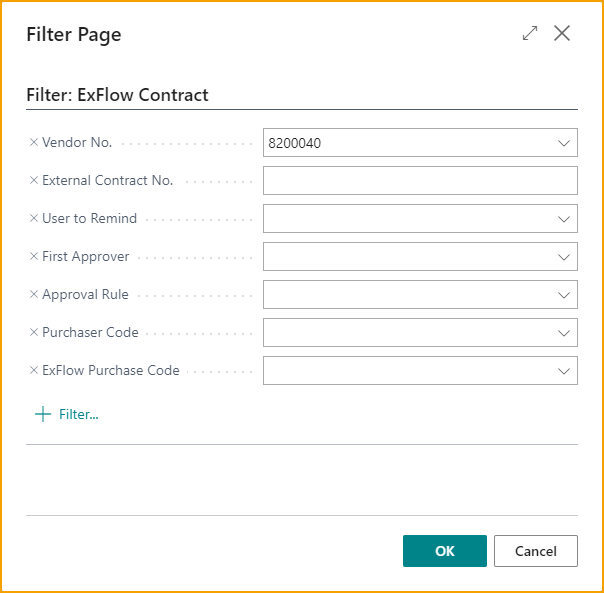 Filter Page
Filter: ExFlow Contract
Vendor No. 8200040
External Contract No.
User to Remind
First Approver
Approval Rule
Purchaser Code
ExFlow Purchase Code
Filter...
OK Cancel